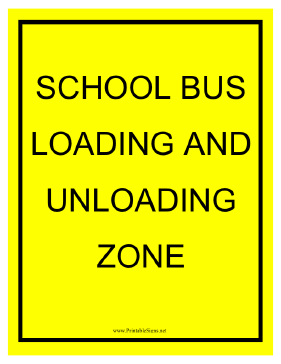 SCHOOL BUS
LOADING AND
UNLOADING
ZONE
www.PrintableSigns.net